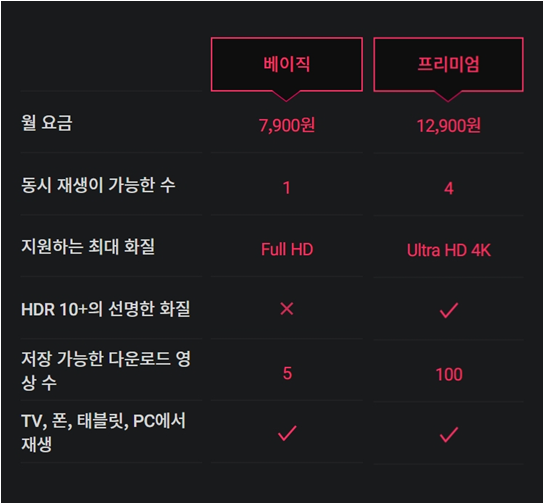 베이직 프리미엄
월 요금 7,900원 12,900원
동시 재생이 가능한 수 1 4
지원하는 최대 화질 Full HD Ultra HD 4K
HDR 10+의 선명한 화질
저장 가능한 다운로드 영
상 수 5 100
TV, 폰, 태블릿, PC에서
재생